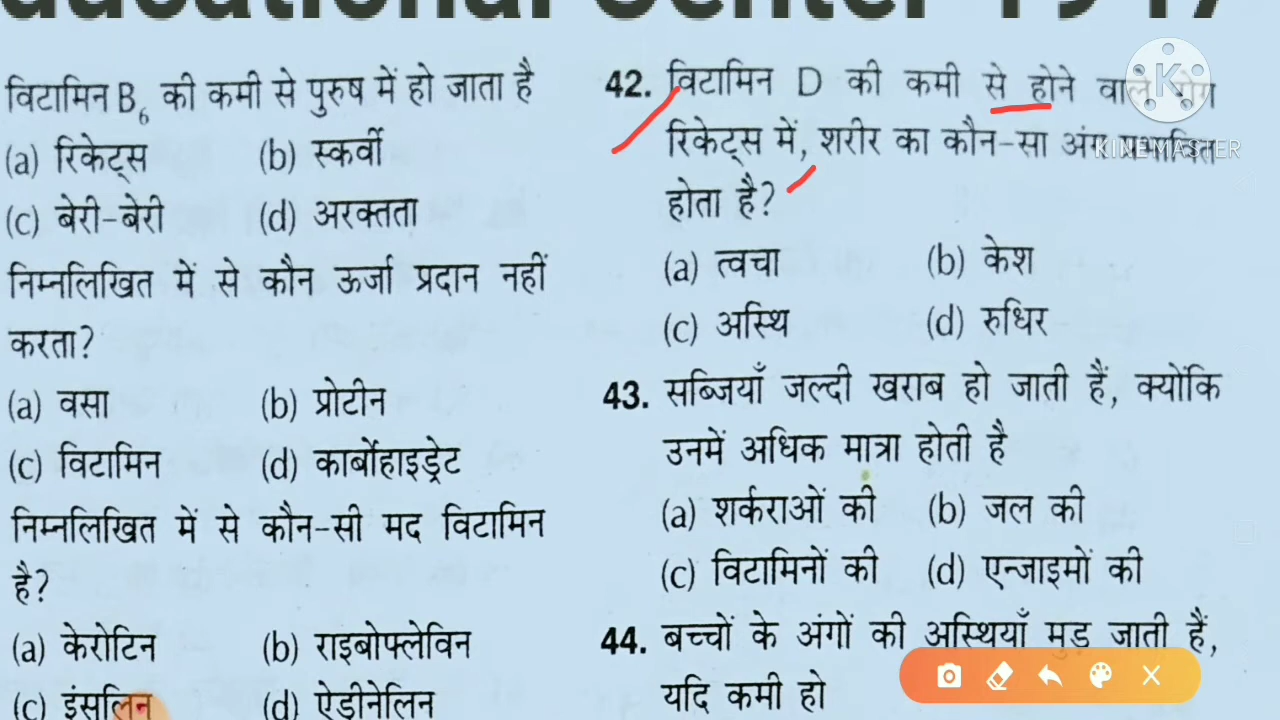 विटामिन B6 की कमी से पुरुष में हो जाता है
(a) रिकेट्स (b) स्कर्वी
(c) बेरी-बेरी (d) अरक्तता
निम्नलिखित में से कौन ऊर्जा प्रदान नहीं
करता?
(a) वसा (b) प्रोटीन
(c) विटामिन (d) कार्बोहाइड्रेट
निम्नलिखित में से कौन-सी मद विटामिन
है?
(a) केरोटिन (b) राइबोफ्लेविन
(c) इंसुलिन (d) ऐड्रीनेलिन
42. विटामिन D की कमी से होने वाले रोग
रिकेट्स में, शरीर का कौन-सा अंग प्रभावित
होता है?
(a) त्वचा (b) केश
(c) अस्थि (d) रुधिर
43. सब्जियाँ जल्दी खराब हो जाती हैं, क्योंकि
उनमें अधिक मात्रा होती है
(a) शर्कराओं की (b) जल की
(c) विटामिनों की (d) एन्जाइमों की
44. बच्चों के अंगों की अस्थियाँ मुड़ जाती हैं,
यदि कमी हो
K
KINEMASTER